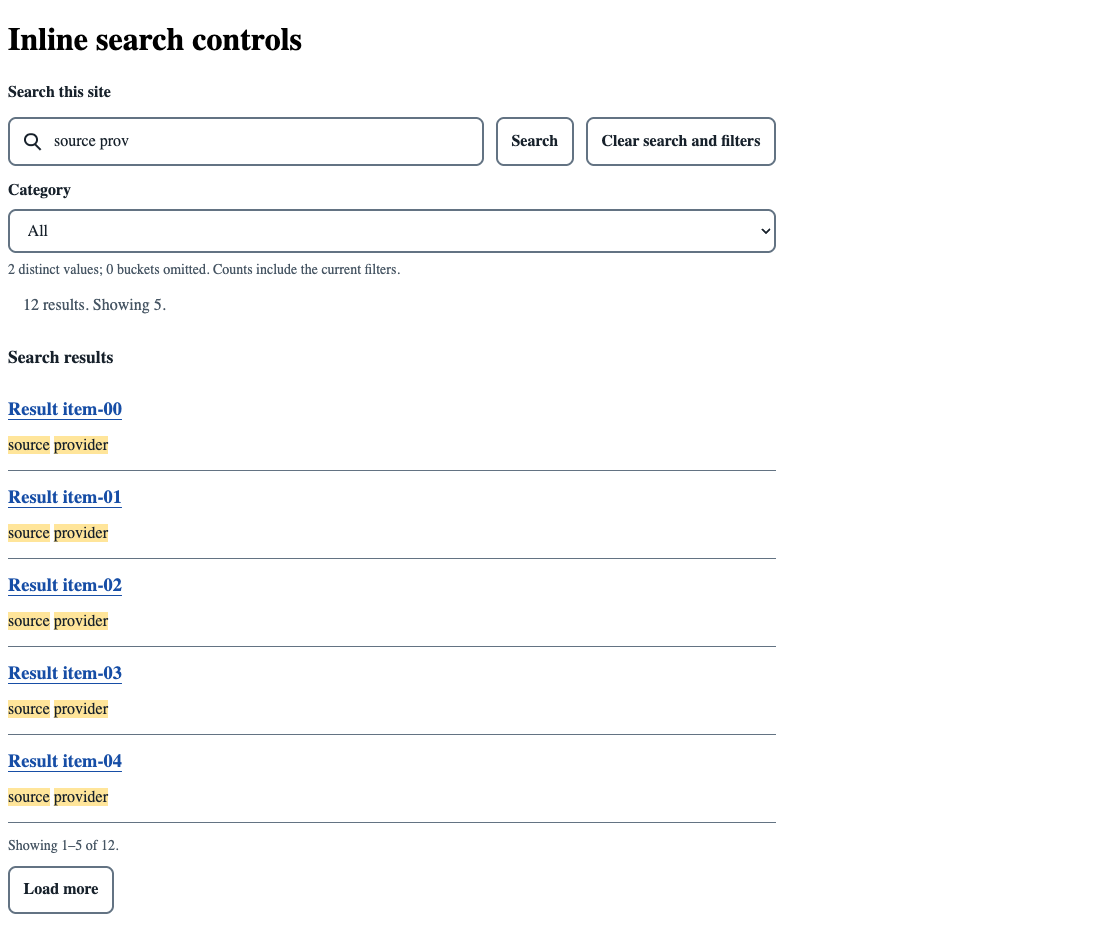 Inline search controls
Search this site
source prov Search Clear search and filters
Category
All
2 distinct values; 0 buckets omitted. Counts include the current filters.
12 results. Showing 5.
Search results
Result item-00
source provider
Result item-01
source provider
Result item-02
source provider
Result item-03
source provider
Result item-04
source provider
Showing 1–5 of 12.
Load more